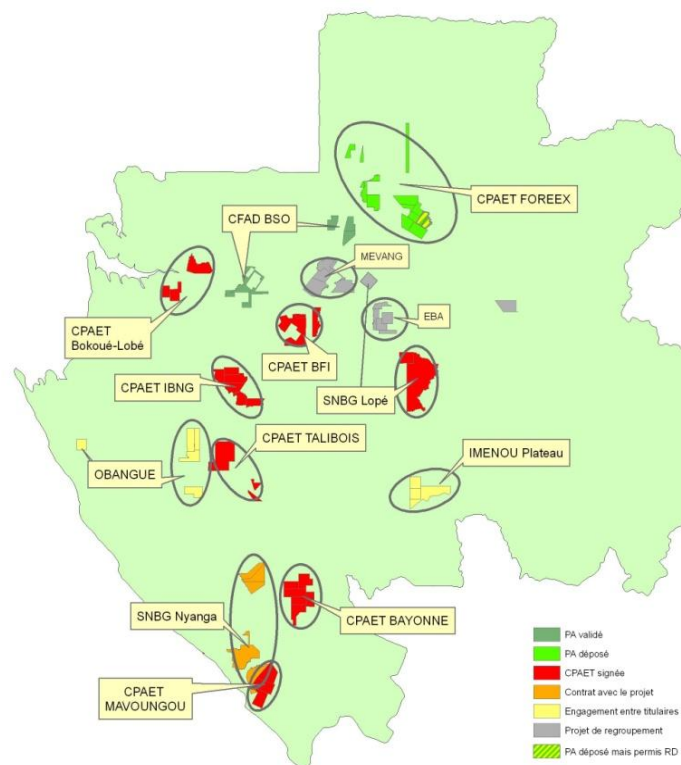 CPAET FOREEX
CFAD BSO
MEVANG
EBA
CPAET
Bokoué-Lobé
CPAET BFI
CPAET IBNG
SNBG Lopé
CPAET TALIBOIS
OBANGUE
IMENOU Plateau
CPAET BAYONNE
SNBG Nyanga
CPAET
MAVOUNGOU
PA validé
PA déposé
CPAET signée
Contrat avec le projet
Engagement entre titulaires
Projet de regroupement
PA déposé mais permis RD